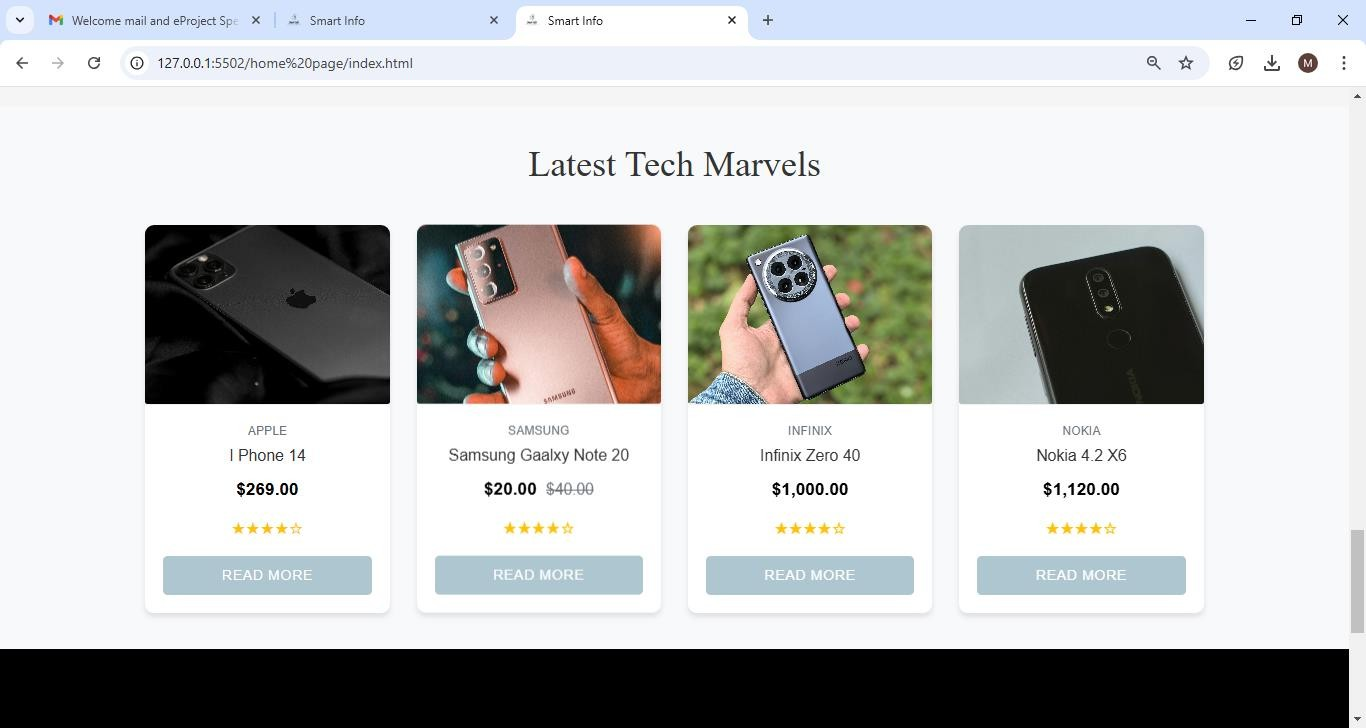 Welcome mail and eProject Spe
Smart Info
Smart Info
127.0.0.1:5502/home%20page/index.html
M
Latest Tech Marvels
SAMSUNG
NOKIA
APPLE
SAMSUNG
INFINIX
NOKIA
I Phone 14
Samsung Gaalxy Note 20
Infinix Zero 40
Nokia 4.2 X6
$269.00
$20.00 $40.00
$1,000.00
$1,120.00
★★★★☆
★★★★☆
★★★★☆
★★★★☆
READ MORE
READ MORE
READ MORE
READ MORE